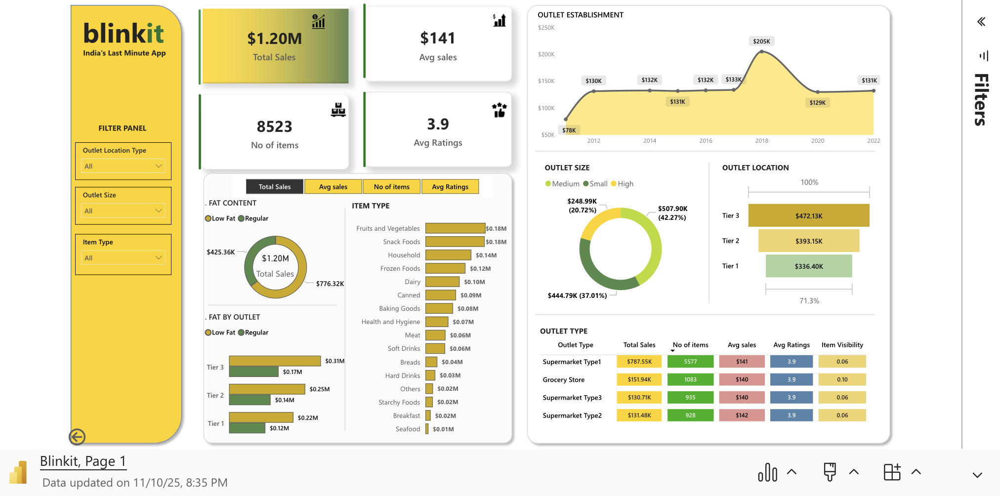 blinkit
India's Last Minute App
FILTER PANEL
Outlet Location Type
All
Outlet Size
All
Item Type
All
$1.20M
Total Sales
$141
Avg sales
8523
No of items
3.9
Avg Ratings
Total Sales
Avg sales
No of items
Avg Ratings
. FAT CONTENT
Low Fat Regular
$425.36K
$1.20M
Total Sales
$776.32K
. FAT BY OUTLET
Low Fat Regular
Tier 3
$0.31M
$0.17M
Tier 2
$0.25M
$0.14M
Tier 1
$0.22M
$0.12M
ITEM TYPE
Fruits and Vegetables $0.18M
Snack Foods $0.18M
Household $0.14M
Frozen Foods $0.12M
Dairy $0.10M
Canned $0.09M
Baking Goods $0.08M
Health and Hygiene $0.07M
Meat $0.06M
Soft Drinks $0.06M
Breads $0.04M
Hard Drinks $0.03M
Others $0.02M
Starchy Foods $0.02M
Breakfast $0.02M
Seafood $0.01M
OUTLET ESTABLISHMENT
$250K
$200K
$150K
$100K
$50K
$78K
$130K
$132K
$131K
$132K
$133K
$205K
$129K
$131K
2012 2014 2016 2018 2020 2022
OUTLET SIZE
Medium Small High
$248.99K
(20.72%)
$507.90K
(42.27%)
$444.79K (37.01%)
OUTLET LOCATION
100%
Tier 3 $472.13K
Tier 2 $393.15K
Tier 1 $336.40K
71.3%
OUTLET TYPE
Outlet Type Total Sales No of items Avg sales Avg Ratings Item Visibility
Supermarket Type1 $787.55K 5577 $141 3.9 0.06
Grocery Store $151.94K 1083 $140 3.9 0.10
Supermarket Type3 $130.71K 935 $140 3.9 0.06
Supermarket Type2 $131.48K 928 $142 3.9 0.06
Filters
Blinkit, Page 1
Data updated on 11/10/25, 8:35 PM